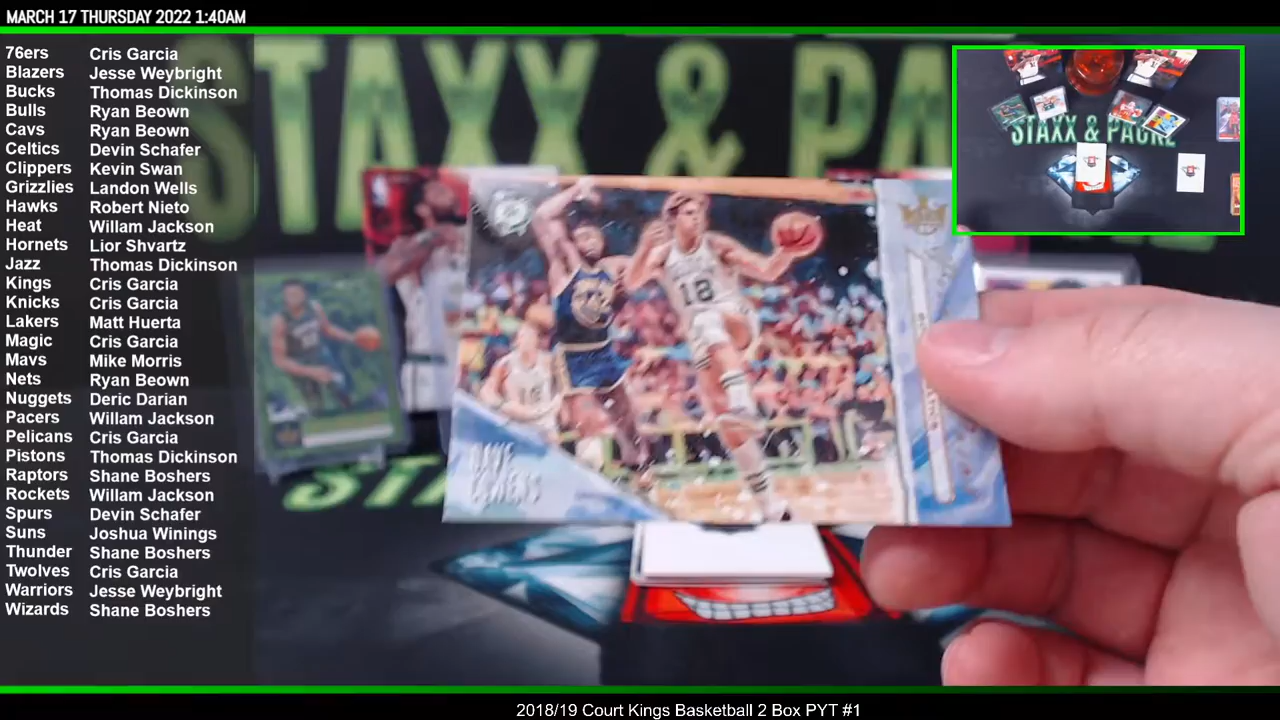 MARCH 17 THURSDAY 2022 1:40AM
76ers Cris Garcia
Blazers Jesse Weybright
Bucks Thomas Dickinson
Bulls Ryan Beown
Cavs Ryan Beown
Celtics Devin Schafer
Clippers Kevin Swan
Grizzlies Landon Wells
Hawks Robert Nieto
Heat Willam Jackson
Hornets Lior Shvartz
Jazz Thomas Dickinson
Kings Cris Garcia
Knicks Cris Garcia
Lakers Matt Huerta
Magic Cris Garcia
Mavs Mike Morris
Nets Ryan Beown
Nuggets Deric Darian
Pacers Willam Jackson
Pelicans Cris Garcia
Pistons Thomas Dickinson
Raptors Shane Boshers
Rockets Willam Jackson
Spurs Devin Schafer
Suns Joshua Winings
Thunder Shane Boshers
Twolves Cris Garcia
Warriors Jesse Weybright
Wizards Shane Boshers
STAXX & PA
STAXX & PACKZ
18
DAVE
COWENS
ST
2018/19 Court Kings Basketball 2 Box PYT #1